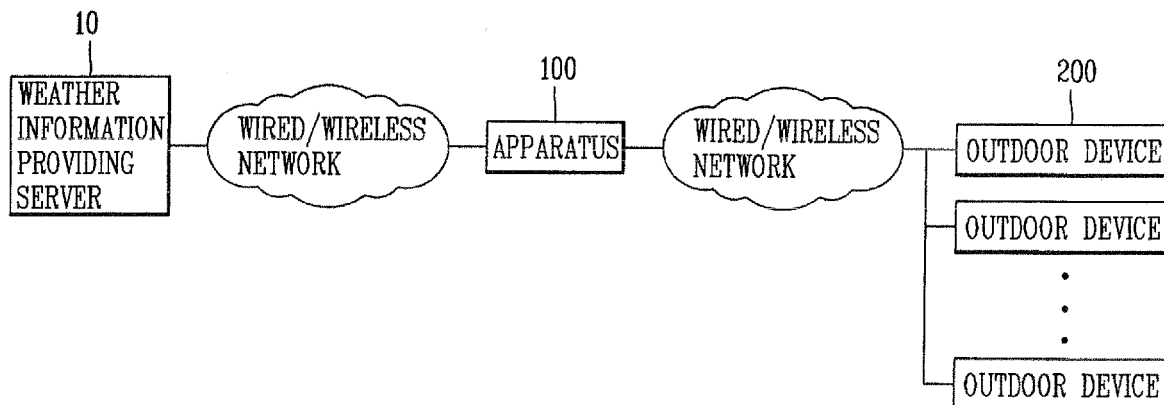 10
WEATHER
INFORMATION
PROVIDING
SERVER
WIRED/WIRELESS
NETWORK
100
APPARATUS
WIRED/WIRELESS
NETWORK
200
OUTDOOR DEVICE
OUTDOOR DEVICE
OUTDOOR DEVICE